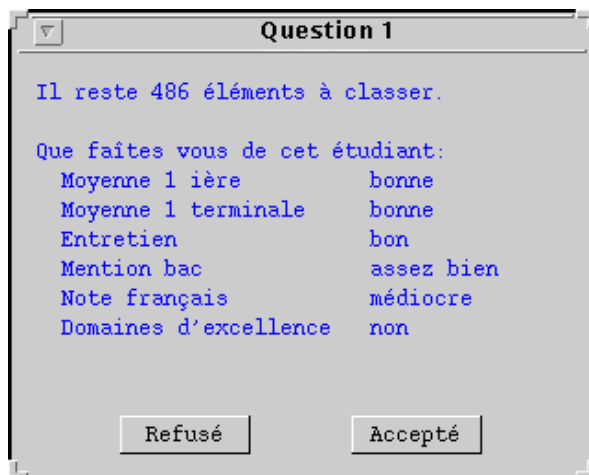 Question 1
Il reste 486 éléments à classer.
Que faîtes vous de cet étudiant:
Moyenne 1 ière bonne
Moyenne 1 terminale bonne
Entretien bon
Mention bac assez bien
Note français médiocre
Domaines d'excellence non
Refusé Accepté